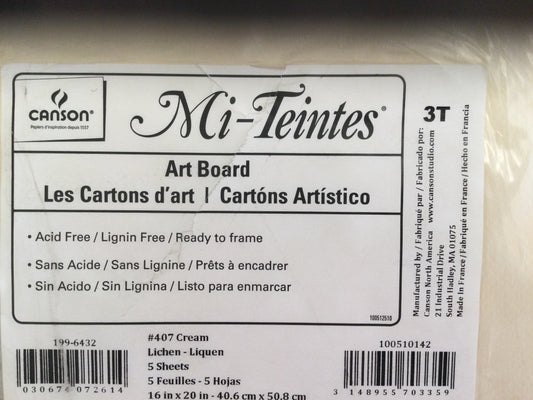 CANSON®
Papiers d'inspiration depuis 1557
Mi-Teintes®
3T
Art Board
Les Cartons d'art | Cartóns Artístico
• Acid Free / Lignin Free / Ready to frame
• Sans Acide / Sans Lignine / Prêts à encadrer
• Sin Acido / Sin Lignina / Listo para enmarcar
100512510
Manufactured by / Fabriqué par / Fabricado por:
Canson North America www.cansonstudio.com
21 Industrial Drive
South Hadley, MA 01075
Made In France / Fabriqué en France / Hecho en Francia
199-6432
0 30674 07261 4
#407 Cream
Lichen - Liquen
5 Sheets
5 Feuilles - 5 Hojas
16 in x 20 in - 40.6 cm x 50.8 cm
100510142
3 148955 703359